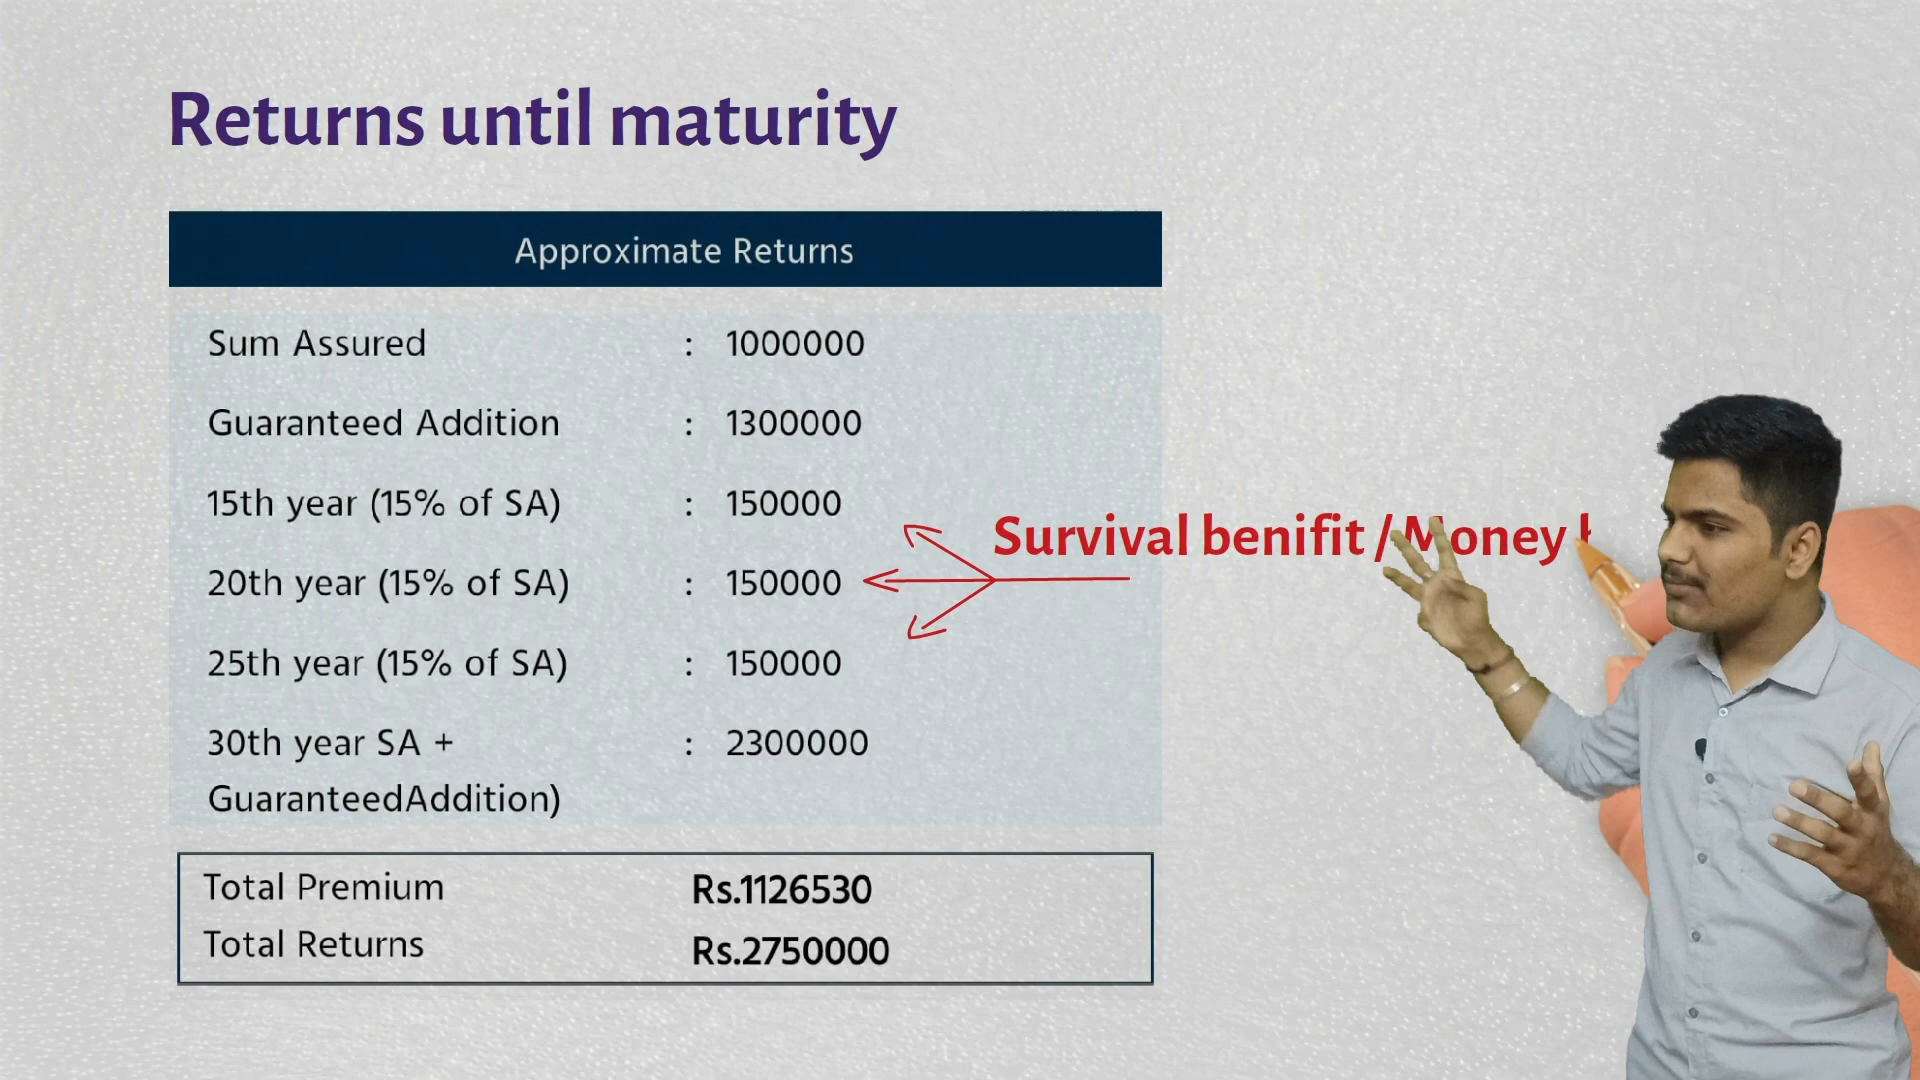 Returns until maturity
Approximate Returns
Sum Assured : 1000000
Guaranteed Addition : 1300000
15th year (15% of SA) : 150000
Survival benifit / Money
20th year (15% of SA) : 150000
25th year (15% of SA) : 150000
30th year SA + : 2300000
GuaranteedAddition)
Total Premium Rs.1126530
Total Returns Rs.2750000